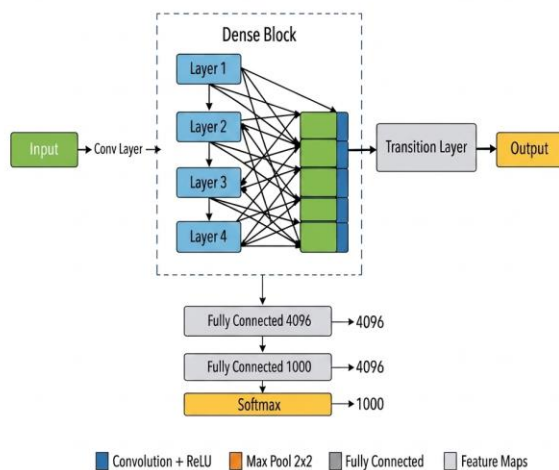 Dense Block
Layer 1
Layer 2
Layer 3
Layer 4
Input
Conv Layer
Transition Layer
Output
Fully Connected 4096
4096
Fully Connected 1000
4096
Softmax
1000
Convolution + ReLU
Max Pool 2x2
Fully Connected
Feature Maps